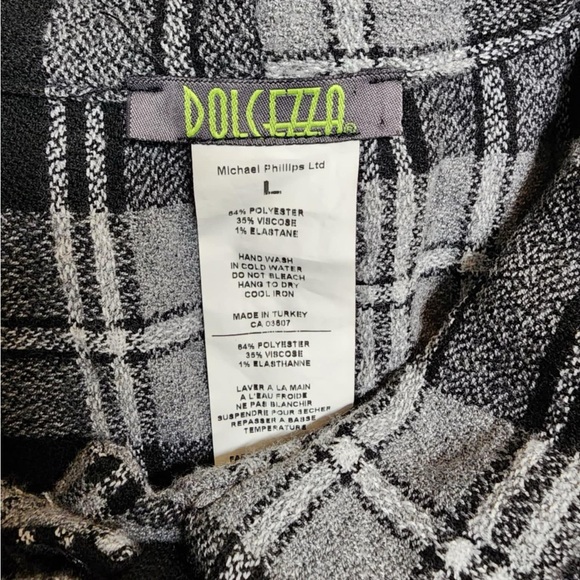 DOLCEZZA®
Michael Phillips Ltd
L
64% POLYESTER
35% VISCOSE
1% ELASTANE
HAND WASH
IN COLD WATER
DO NOT BLEACH
HANG TO DRY
COOL IRON
MADE IN TURKEY
CA 03507
64% POLYESTER
35% VISCOSE
1% ELASTHANNE
LAVER A LA MAIN
A L'EAU FROIDE
NE PAS BLANCHIR
SUSPENDRE POUR SECHER
REPASSER A BASSE
TEMPERATURE